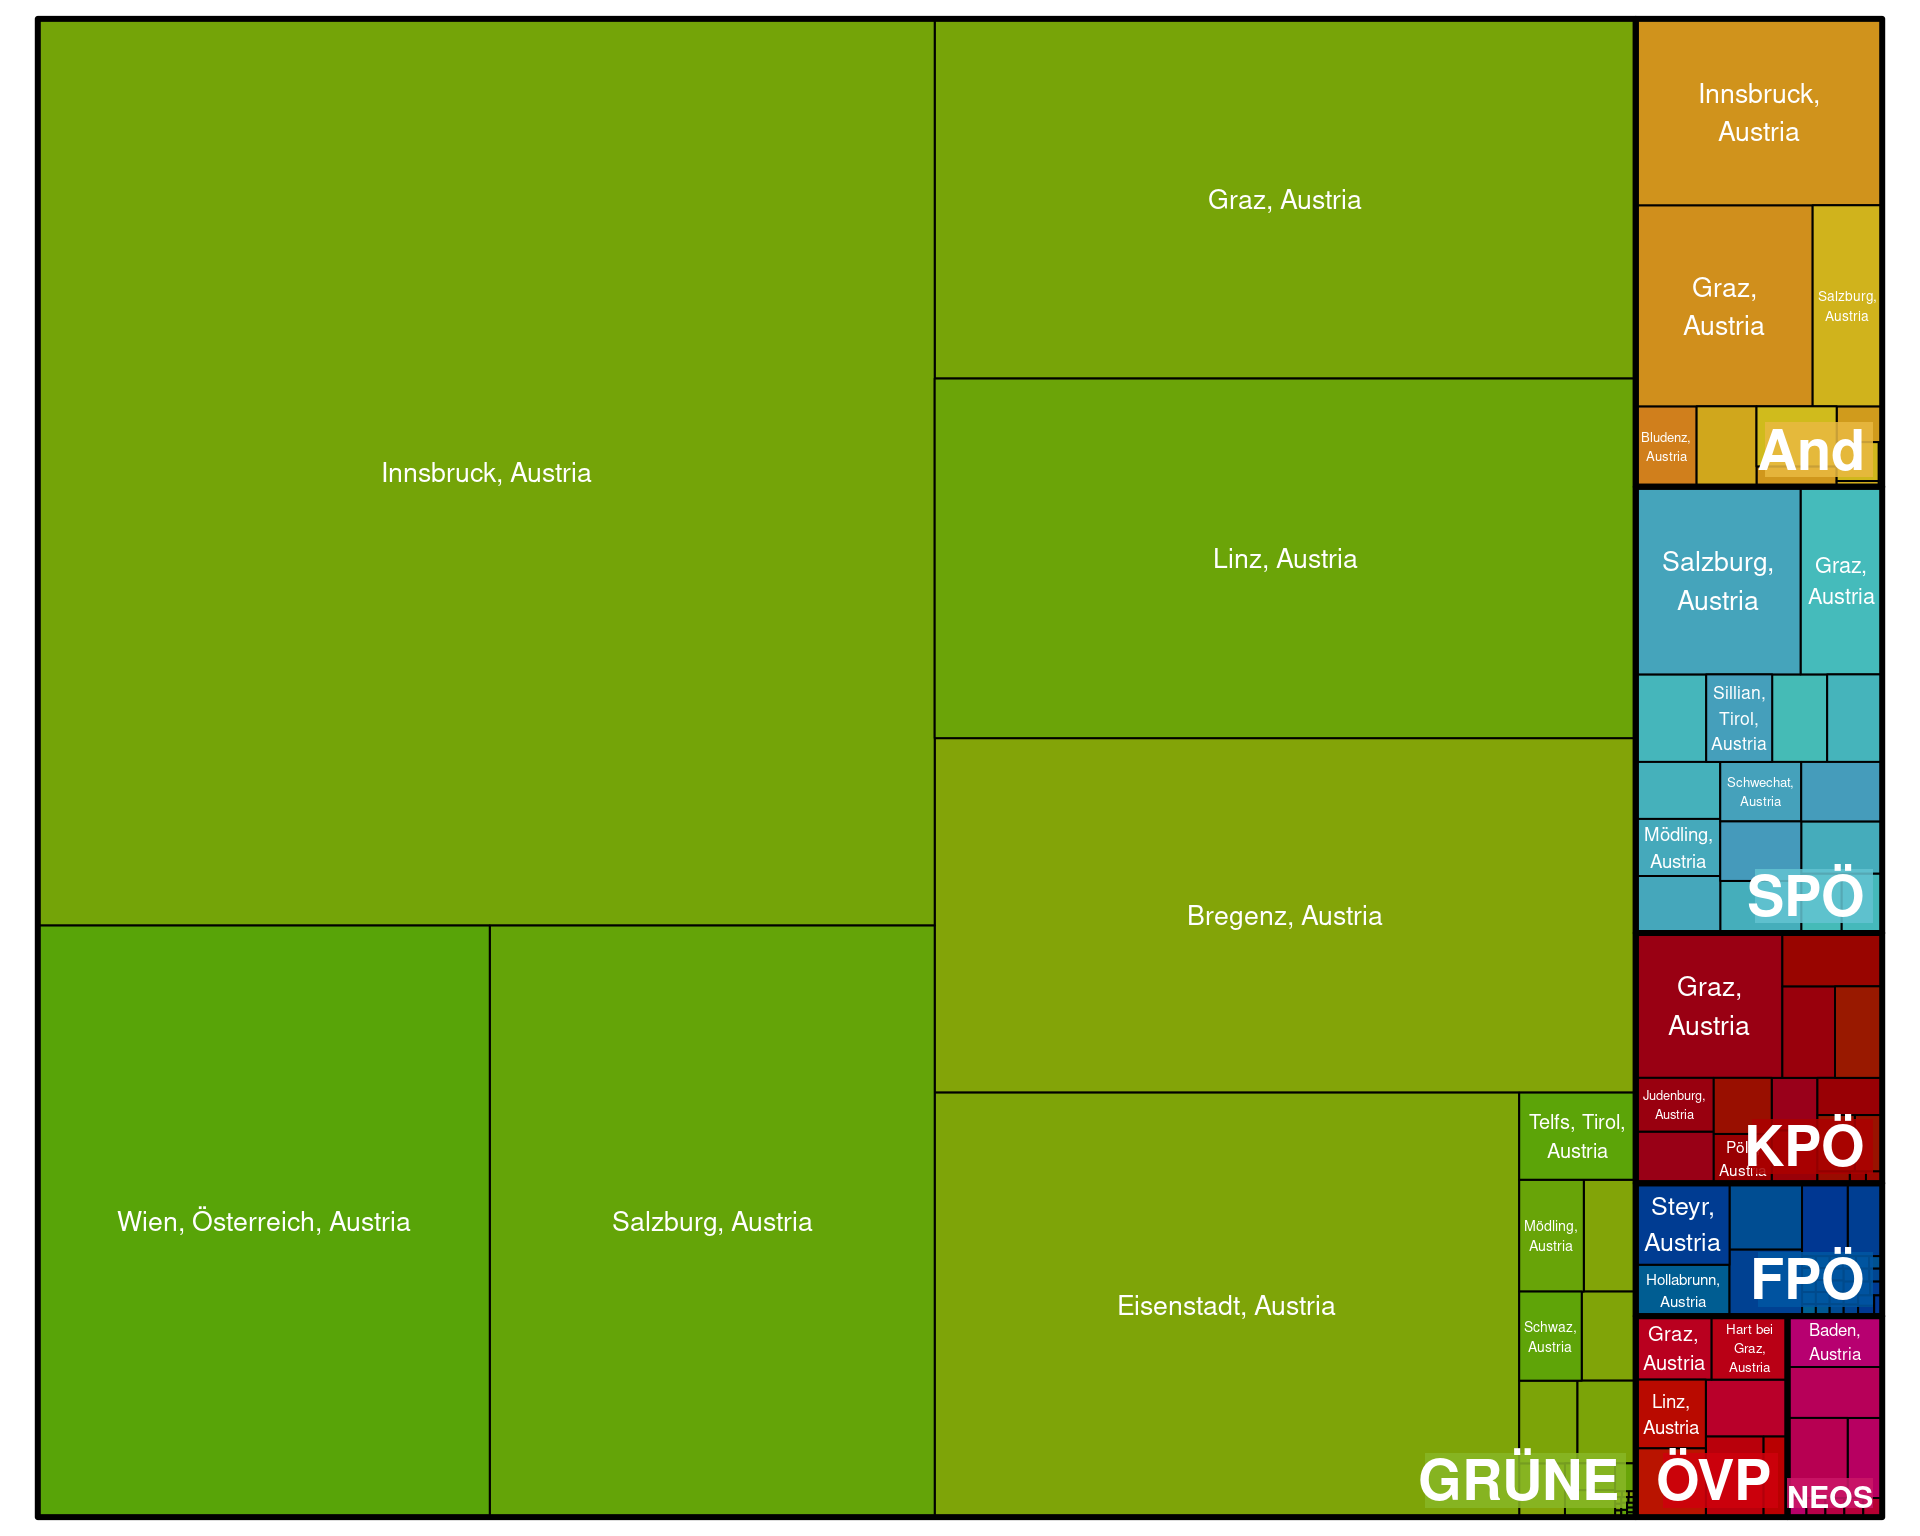 Innsbruck, Austria
Graz, Austria
Linz, Austria
Bregenz, Austria
Wien, Österreich, Austria
Salzburg, Austria
Eisenstadt, Austria
Telfs, Tirol,
Austria
Mödling,
Austria
Schwaz,
Austria
GRÜNE
Innsbruck,
Austria
Graz,
Austria
Salzburg,
Austria
Bludenz,
Austria
And
Salzburg,
Austria
Graz,
Austria
Sillian,
Tirol,
Austria
Schwechat,
Austria
Mödling,
Austria
SPÖ
Graz,
Austria
Judenburg,
Austria
Austria
KPÖ
Steyr,
Austria
Hollabrunn,
Austria
FPÖ
Graz,
Austria
Hart bei
Graz,
Austria
Linz,
Austria
ÖVP
Baden,
Austria
NEOS